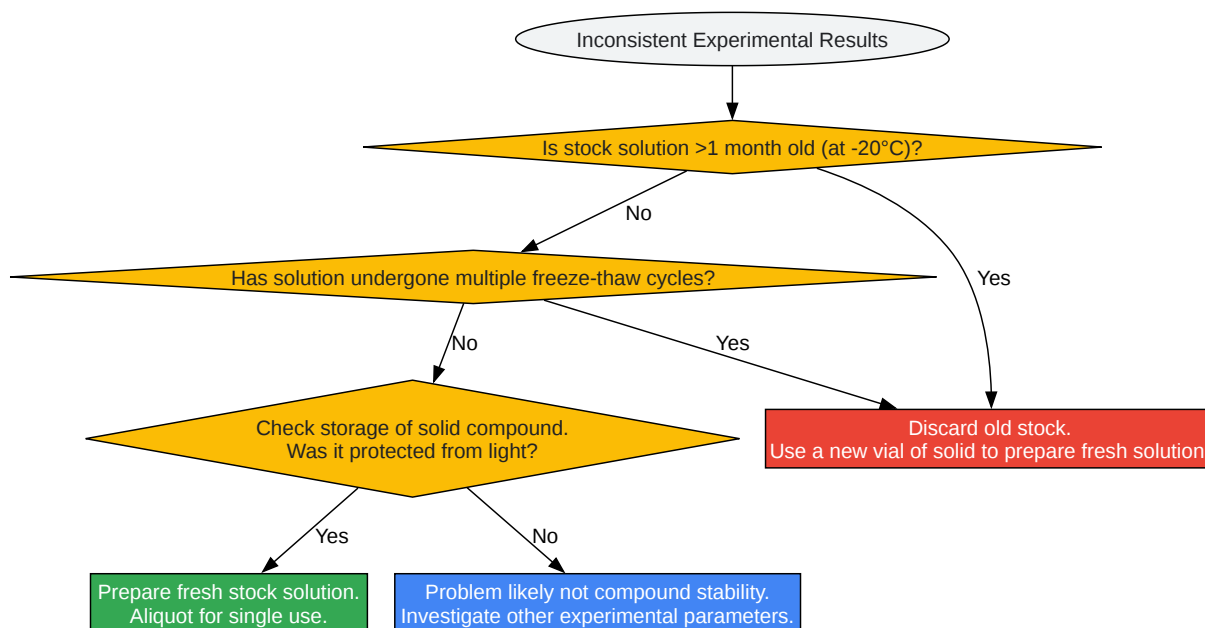 Inconsistent Experimental Results
Is stock solution >1 month old (at -20°C)?
No
Has solution undergone multiple freeze-thaw cycles?
Yes
No
Yes
Check storage of solid compound.
Was it protected from light?
Discard old stock.
Use a new vial of solid to prepare fresh solution
Yes
No
Prepare fresh stock solution.
Aliquot for single use.
Problem likely not compound stability.
Investigate other experimental parameters.